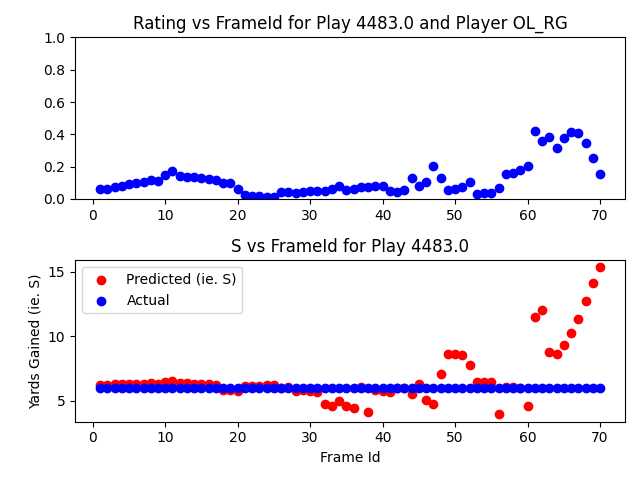 Rating vs FrameId for Play 4483.0 and Player OL_RG
1.0
0.8
0.6
0.4
0.2
0.0
0 10 20 30 40 50 60 70
S vs FrameId for Play 4483.0
Yards Gained (ie. S)
15
10
5
Predicted (ie. S)
Actual
0 10 20 30 40 50 60 70
Frame Id